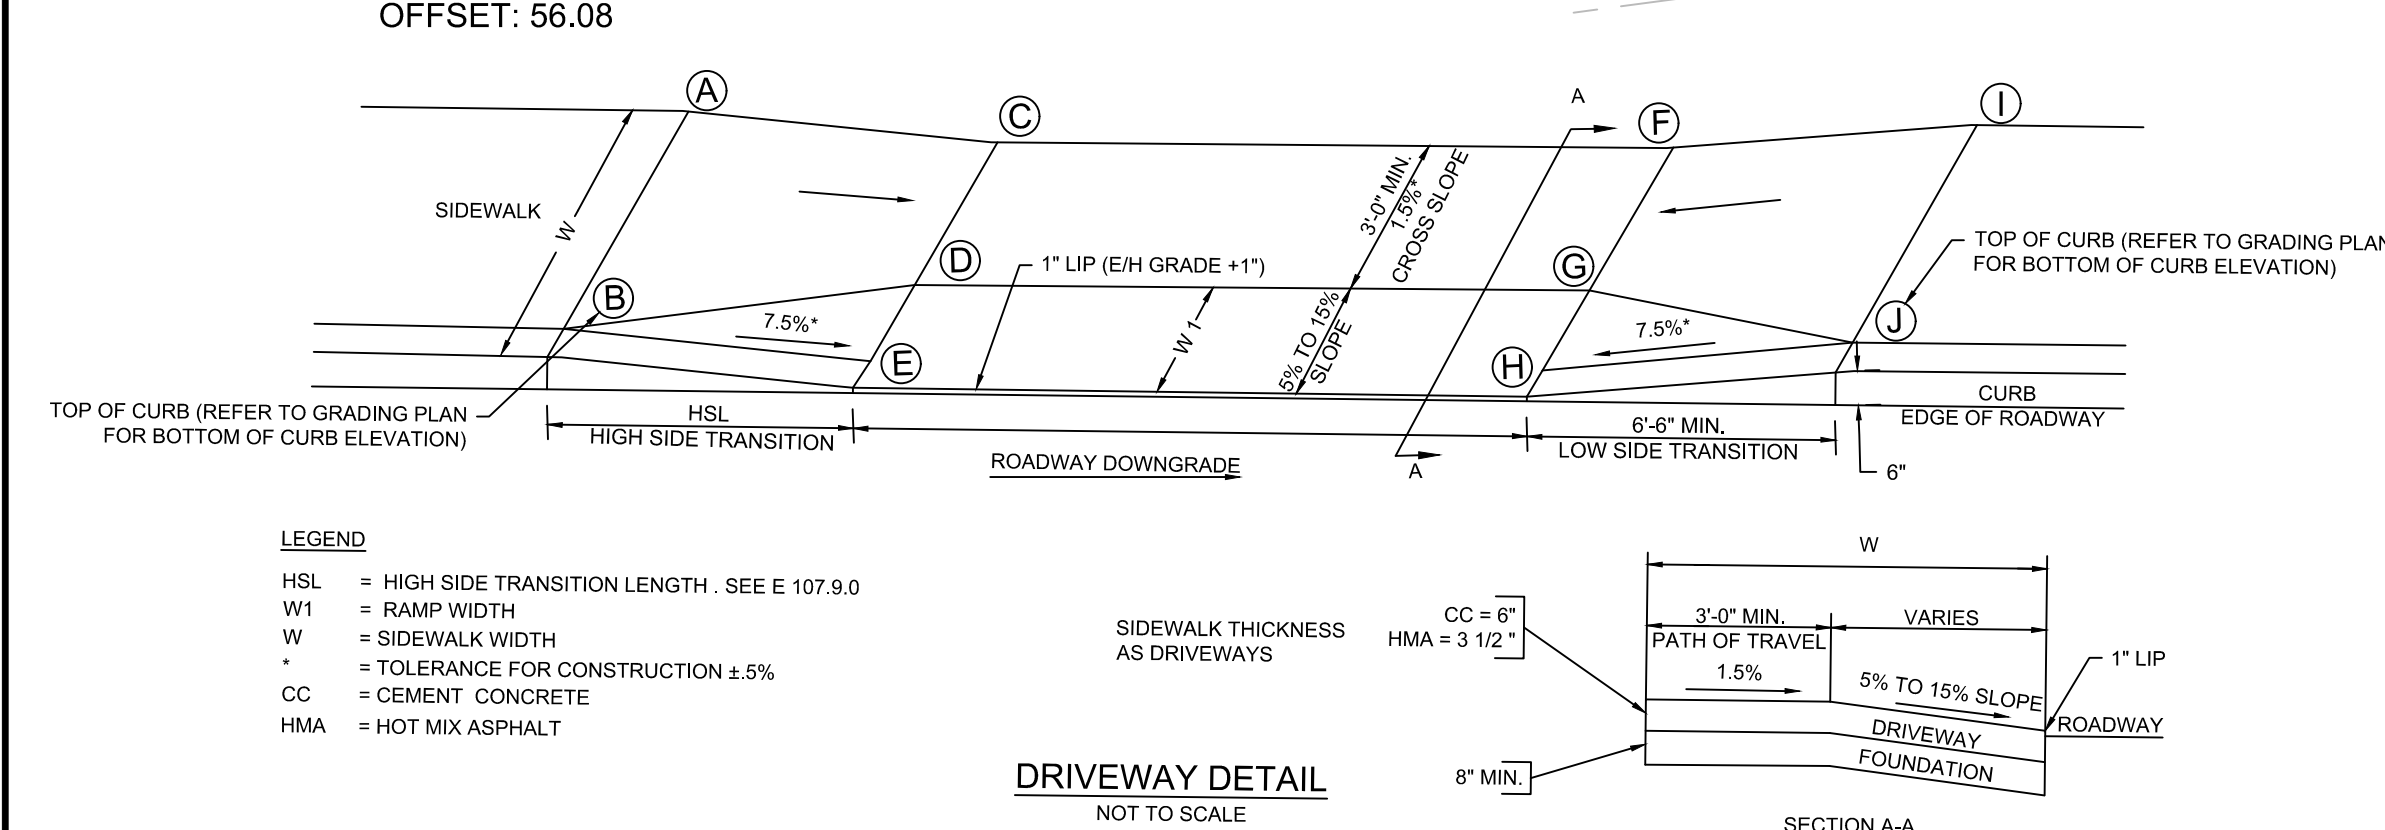 OFFSET: 56.08
A
C
A
F
I
SIDEWALK
W
3'-0" MIN.
1.5%*
CROSS SLOPE
TOP OF CURB (REFER TO GRADING PLAN
FOR BOTTOM OF CURB ELEVATION)
D
1" LIP (E/H GRADE +1")
G
B
7.5%*
W 1
5% TO 15%
SLOPE
7.5%*
J
E
H
TOP OF CURB (REFER TO GRADING PLAN
FOR BOTTOM OF CURB ELEVATION)
HSL
HIGH SIDE TRANSITION
ROADWAY DOWNGRADE
A
6'-6" MIN.
LOW SIDE TRANSITION
CURB
EDGE OF ROADWAY
6"
LEGEND
HSL = HIGH SIDE TRANSITION LENGTH . SEE E 107.9.0
W1 = RAMP WIDTH
W = SIDEWALK WIDTH
* = TOLERANCE FOR CONSTRUCTION ±.5%
CC = CEMENT CONCRETE
HMA = HOT MIX ASPHALT
SIDEWALK THICKNESS
AS DRIVEWAYS
CC = 6"
HMA = 3 1/2 "
8" MIN.
W
3'-0" MIN.
PATH OF TRAVEL
VARIES
1.5%
5% TO 15% SLOPE
1" LIP
ROADWAY
DRIVEWAY
FOUNDATION
DRIVEWAY DETAIL
NOT TO SCALE
SECTION A-A